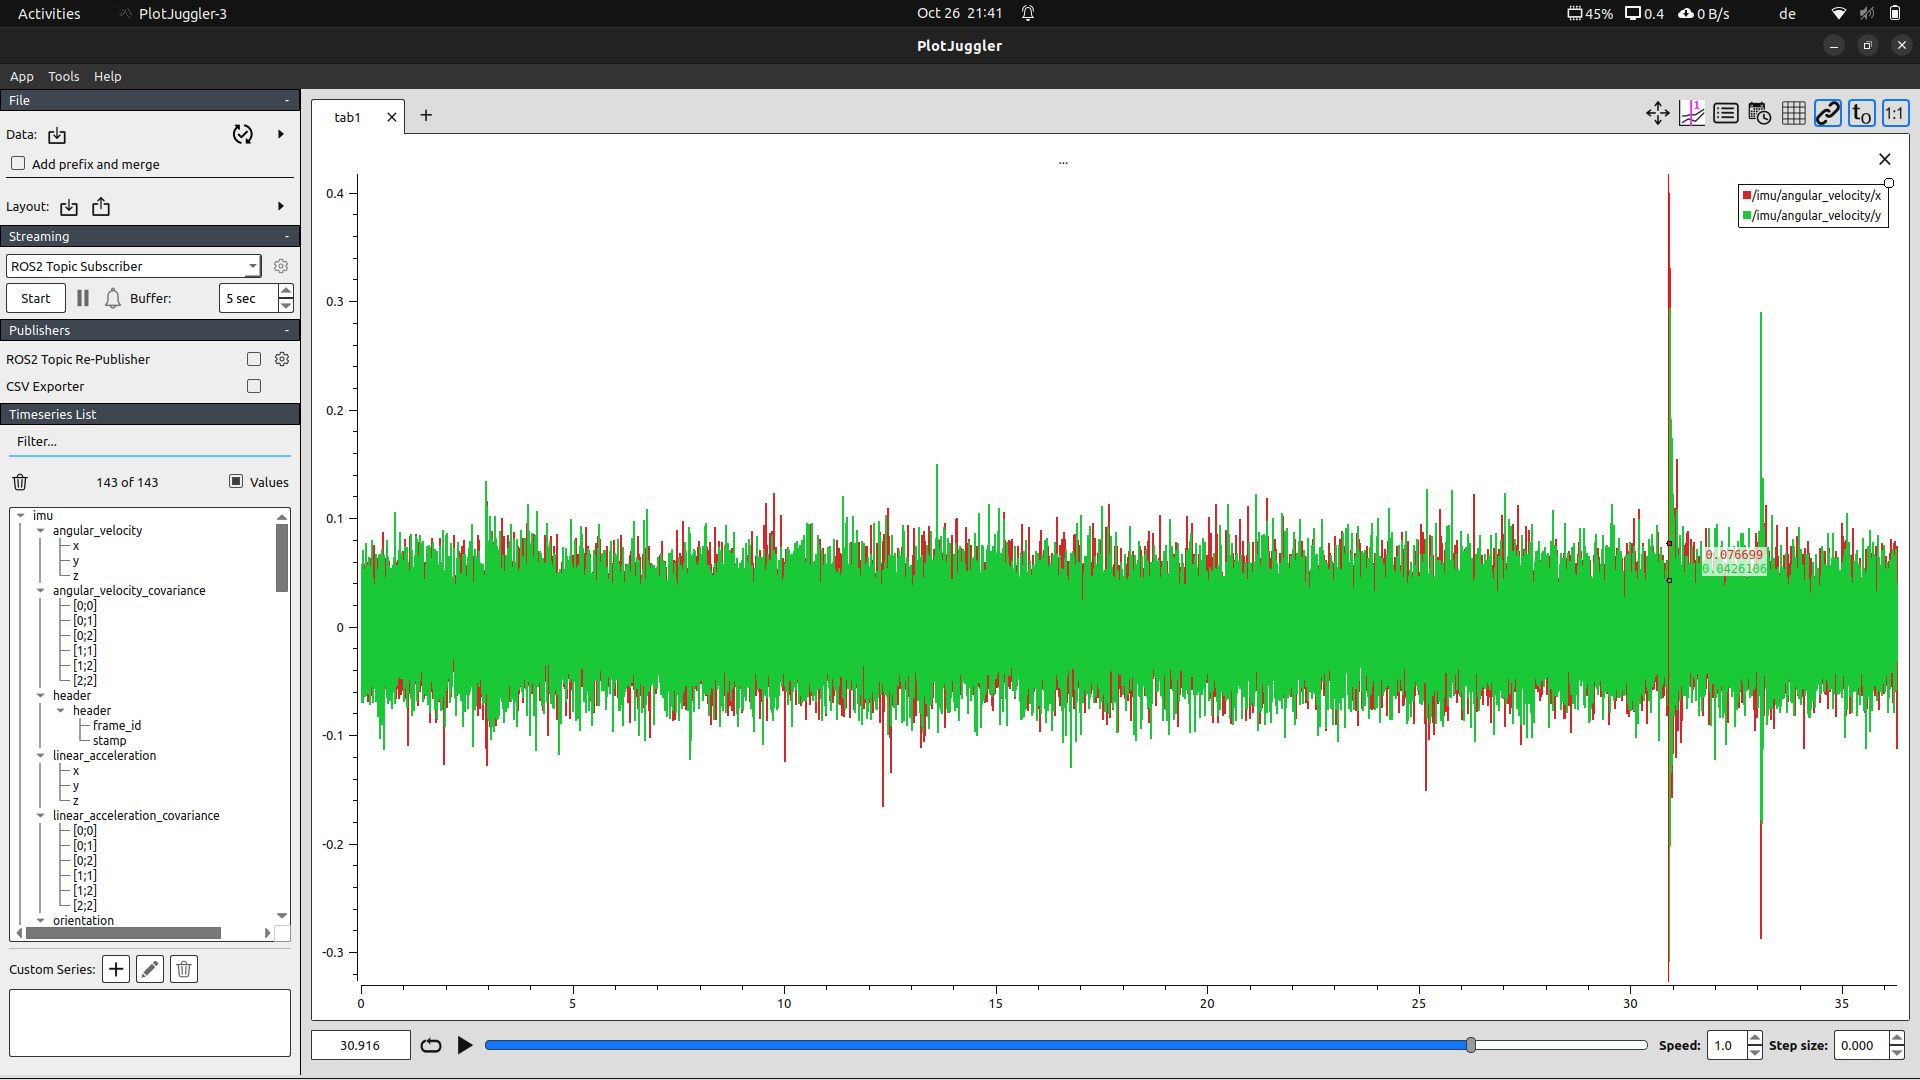 Activities PlotJuggler-3 Oct 26 21:41 45% 0.4 0 B/s de
PlotJuggler
App Tools Help
File -
Data:
Add prefix and merge
Layout:
Streaming -
ROS2 Topic Subscriber
Start Buffer: 5 sec
Publishers -
ROS2 Topic Re-Publisher
CSV Exporter
Timeseries List
Filter...
143 of 143 Values
imu
angular_velocity
x
y
z
angular_velocity_covariance
[0;0]
[0;1]
[0;2]
[1;1]
[1;2]
[2;2]
header
header
frame_id
stamp
linear_acceleration
x
y
z
linear_acceleration_covariance
[0;0]
[0;1]
[0;2]
[1;1]
[1;2]
[2;2]
orientation
Custom Series:
tab1 +
1 t0 1:1
...
/imu/angular_velocity/x
/imu/angular_velocity/y
0.4
0.3
0.2
0.1
0
-0.1
-0.2
-0.3
0.076699
0.0426106
0 5 10 15 20 25 30 35
30.916 Speed: 1.0 Step size: 0.000